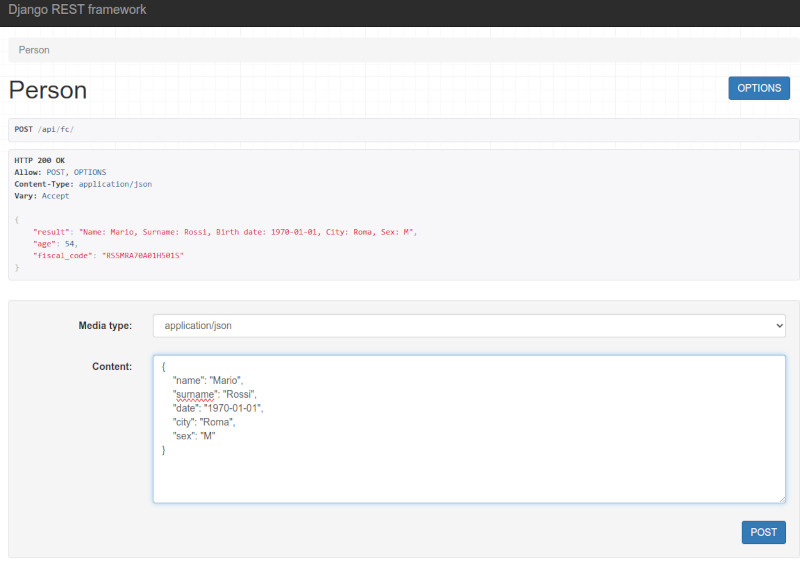 Django REST framework
Person
Person
OPTIONS
POST /api/fc/
HTTP 200 OK
Allow: POST, OPTIONS
Content-Type: application/json
Vary: Accept
{
"result": "Name: Mario, Surname: Rossi, Birth date: 1970-01-01, City: Roma, Sex: M",
"age": 54,
"fiscal_code": "RSSMRA70A01H501S"
}
Media type: application/json
Content: {
"name": "Mario",
"surname": "Rossi",
"date": "1970-01-01",
"city": "Roma",
"sex": "M"
}
POST